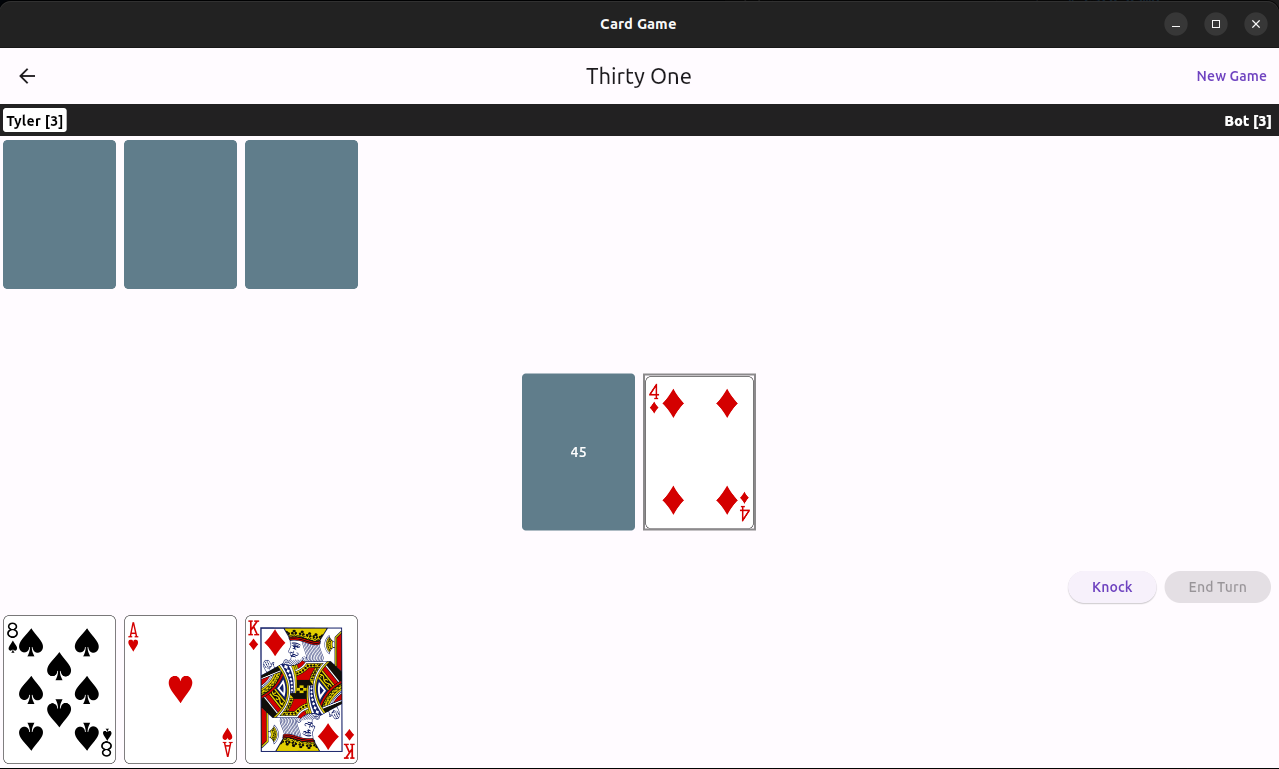 Card Game
Thirty One
New Game
Tyler [3]
Bot [3]
4
45
4
Knock
End Turn
8
A
K
8
A
K